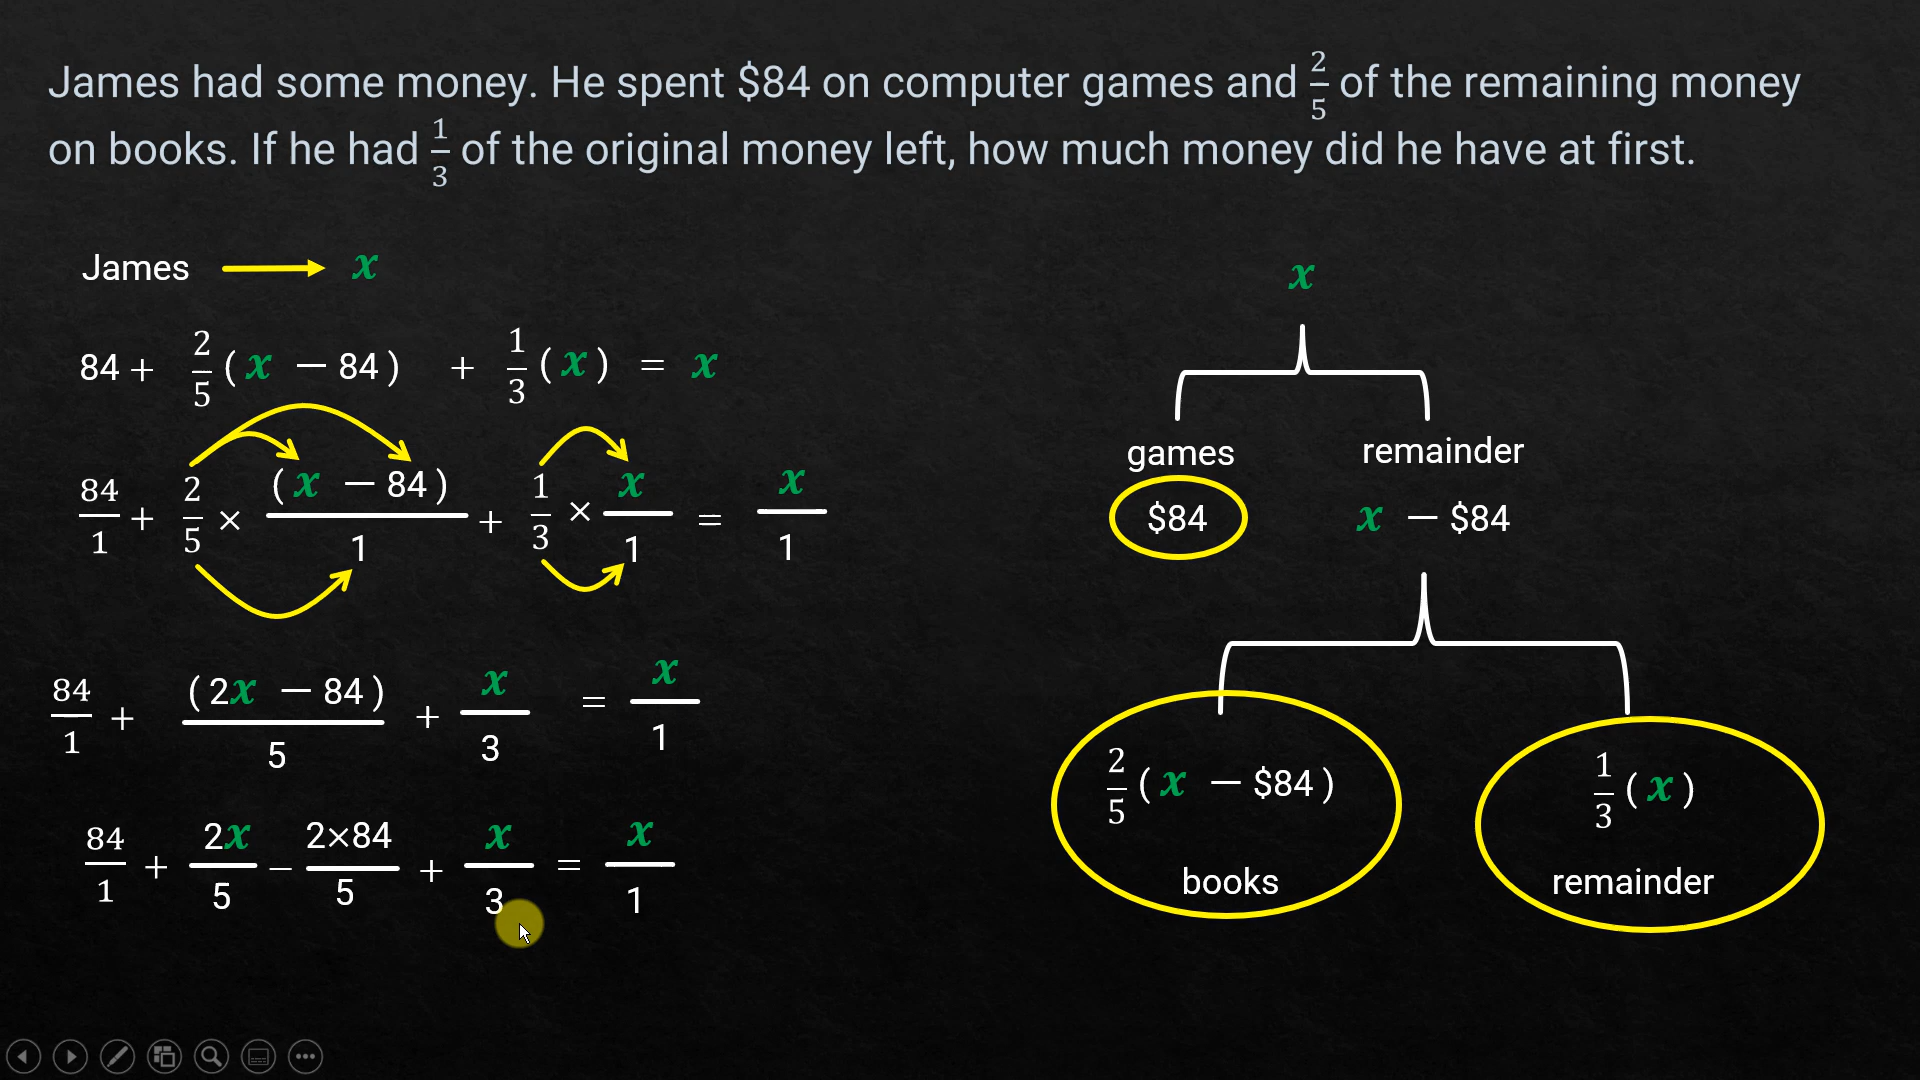 James had some money. He spent $84 on computer games and 2/5 of the remaining money
on books. If he had 1/3 of the original money left, how much money did he have at first.
James x
84 + 2/5 ( x − 84 ) + 1/3 ( x ) = x
84/1 + 2/5 × ( x − 84 )/1 + 1/3 × x/1 = x/1
84/1 + ( 2x − 84 )/5 + x/3 = x/1
84/1 + 2x/5 − 2×84/5 + x/3 = x/1
x
games remainder
$84 x − $84
2/5 ( x − $84 ) 1/3 ( x )
books remainder